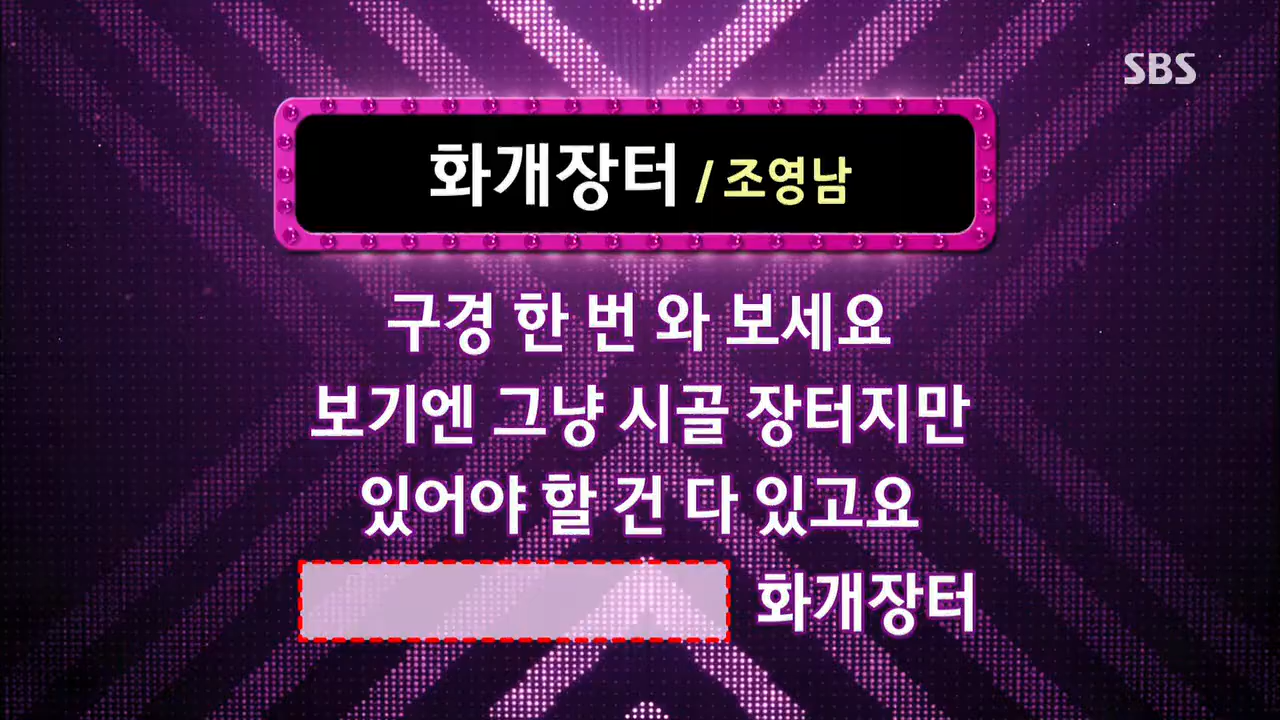 SBS
화개장터 / 조영남
구경 한 번 와 보세요
보기엔 그냥 시골 장터지만
있어야 할 건 다 있고요
화개장터